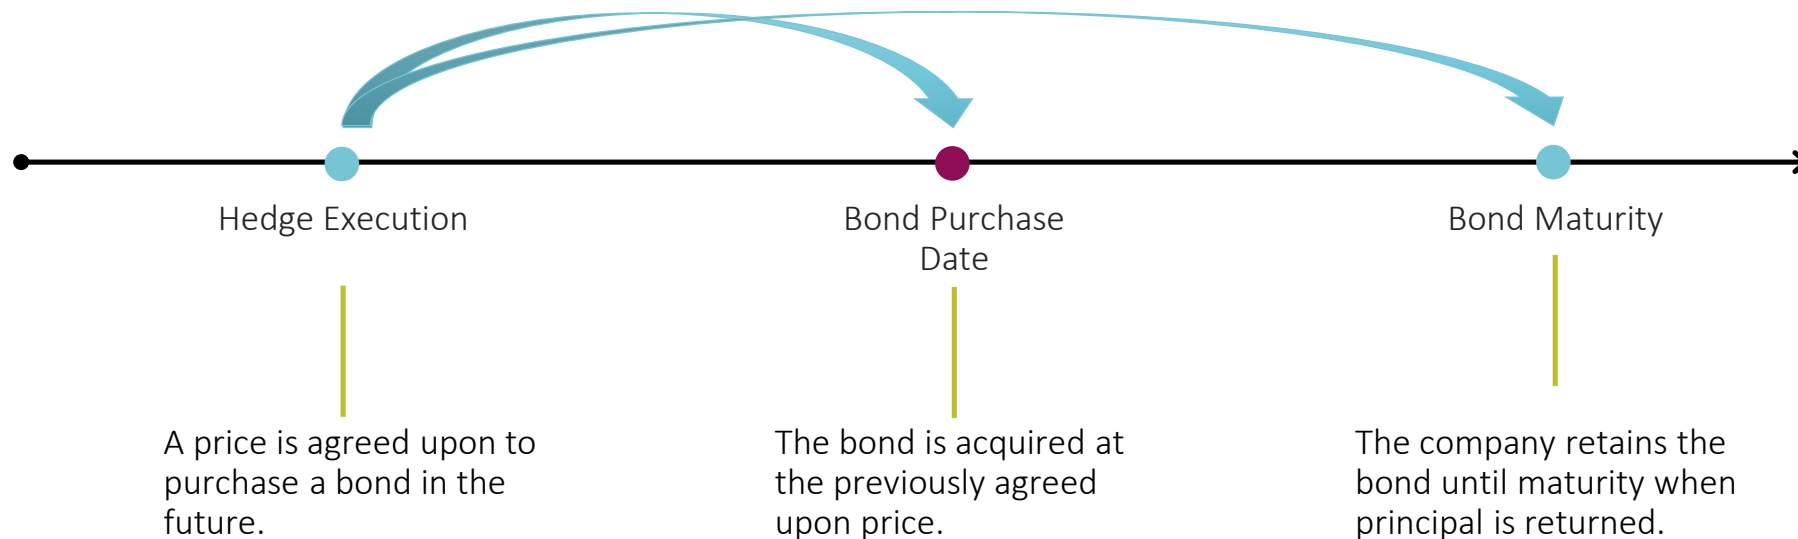 Hedge Execution
Bond Purchase
Date
Bond Maturity
A price is agreed upon to
purchase a bond in the
future.
The bond is acquired at
the previously agreed
upon price.
The company retains the
bond until maturity when
principal is returned.